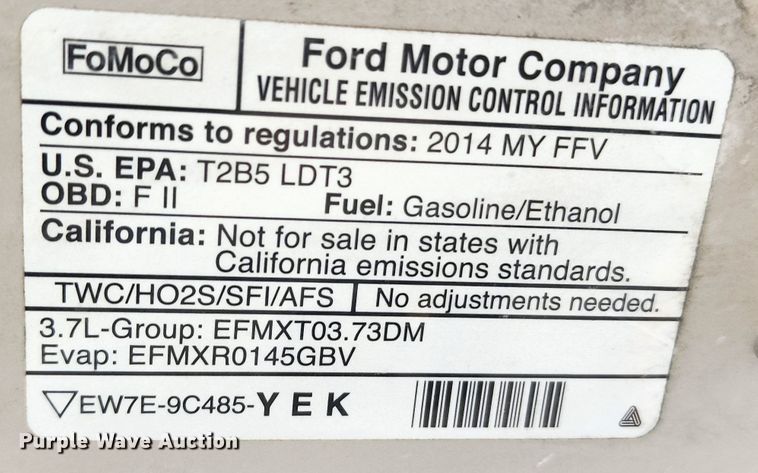 FoMoCo
Ford Motor Company
VEHICLE EMISSION CONTROL INFORMATION
Conforms to regulations: 2014 MY FFV
U.S. EPA: T2B5 LDT3
OBD: F II Fuel: Gasoline/Ethanol
California: Not for sale in states with
California emissions standards.
TWC/HO2S/SFI/AFS No adjustments needed.
3.7L-Group: EFMXT03.73DM
Evap: EFMXR0145GBV
▽EW7E-9C485-Y E K
Purple Wave Auction